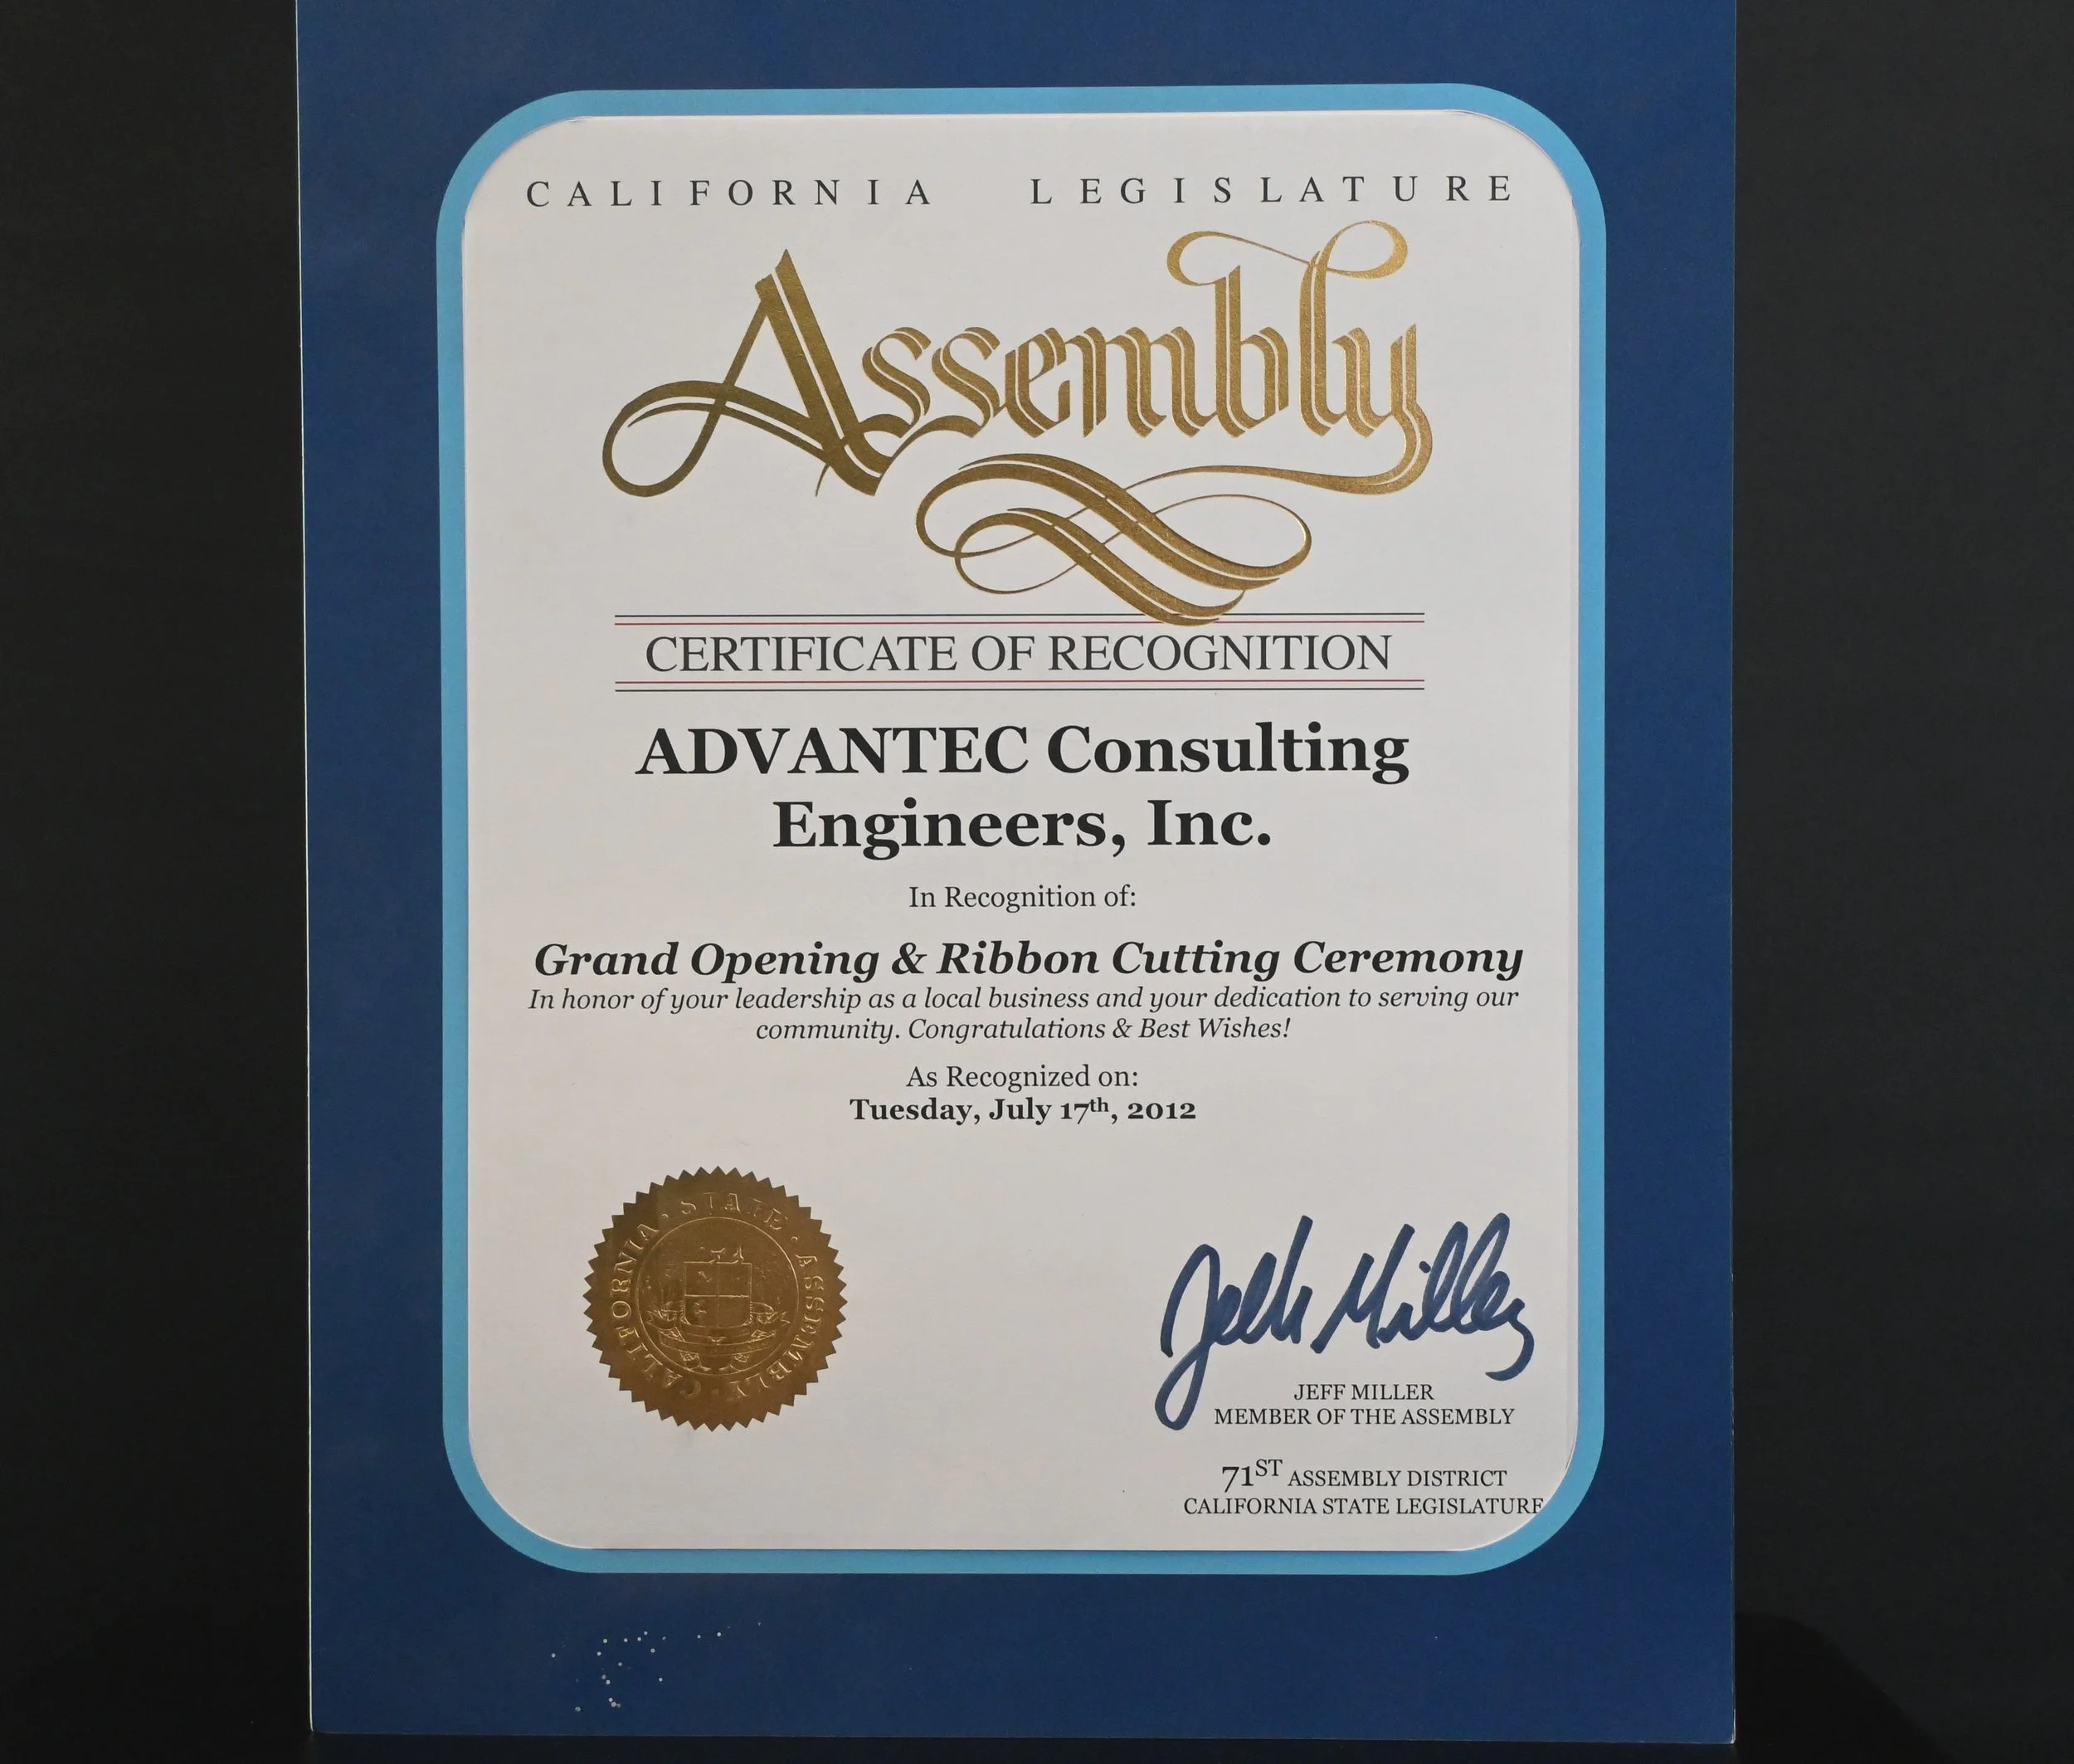 CALIFORNIA LEGISLATURE
Assembly
CERTIFICATE OF RECOGNITION
ADVANTEC Consulting
Engineers, Inc.
In Recognition of:
Grand Opening & Ribbon Cutting Ceremony
In honor of your leadership as a local business and your dedication to serving our
community. Congratulations & Best Wishes!
As Recognized on:
Tuesday, July 17th, 2012
CALIFORNIA · STATE · ASSEMBLY ·
Jeff Miller
JEFF MILLER
MEMBER OF THE ASSEMBLY
71ST ASSEMBLY DISTRICT
CALIFORNIA STATE LEGISLATURE